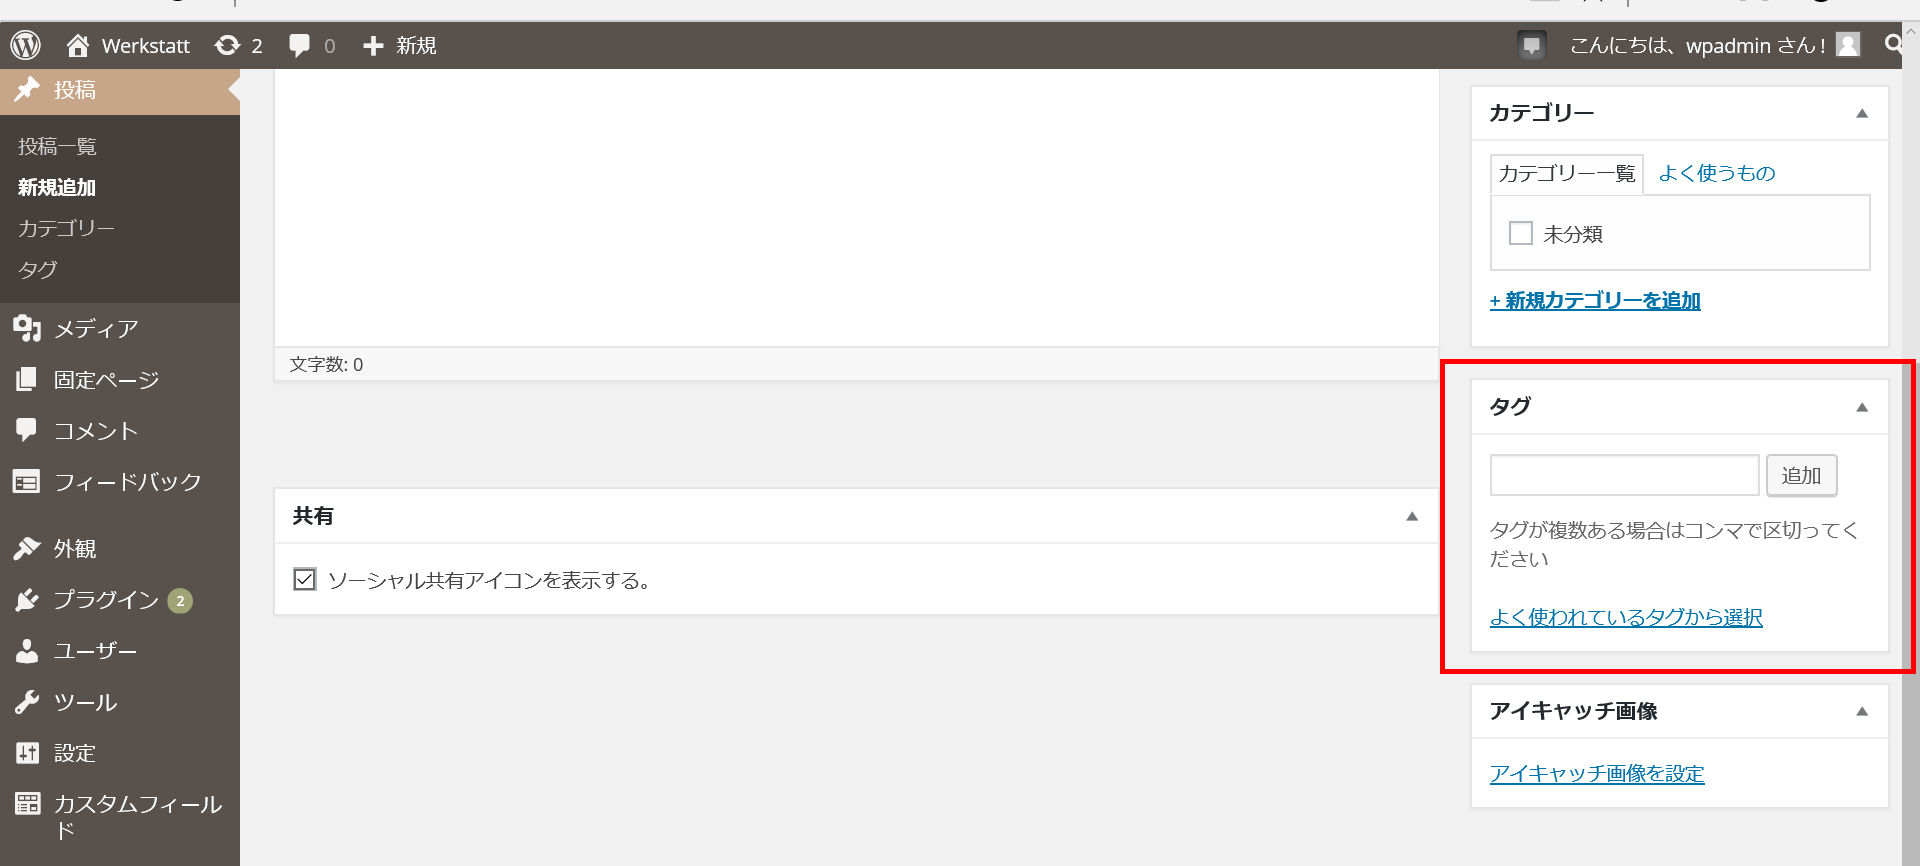 Werkstatt 2 0 新規 こんにちは、wpadmin さん!
投稿
投稿一覧
新規追加
カテゴリー
タグ
メディア
固定ページ
コメント
フィードバック
外観
プラグイン 2
ユーザー
ツール
設定
カスタムフィール
ド
文字数: 0
共有
ソーシャル共有アイコンを表示する。
カテゴリー
カテゴリー一覧 よく使うもの
未分類
+ 新規カテゴリーを追加
タグ
追加
タグが複数ある場合はコンマで区切ってく
ださい
よく使われているタグから選択
アイキャッチ画像
アイキャッチ画像を設定